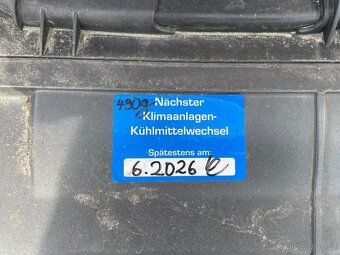 490g Nächster
Klimaanlagen-
Kühlmittelwechsel
Spätestens am:
6.2026